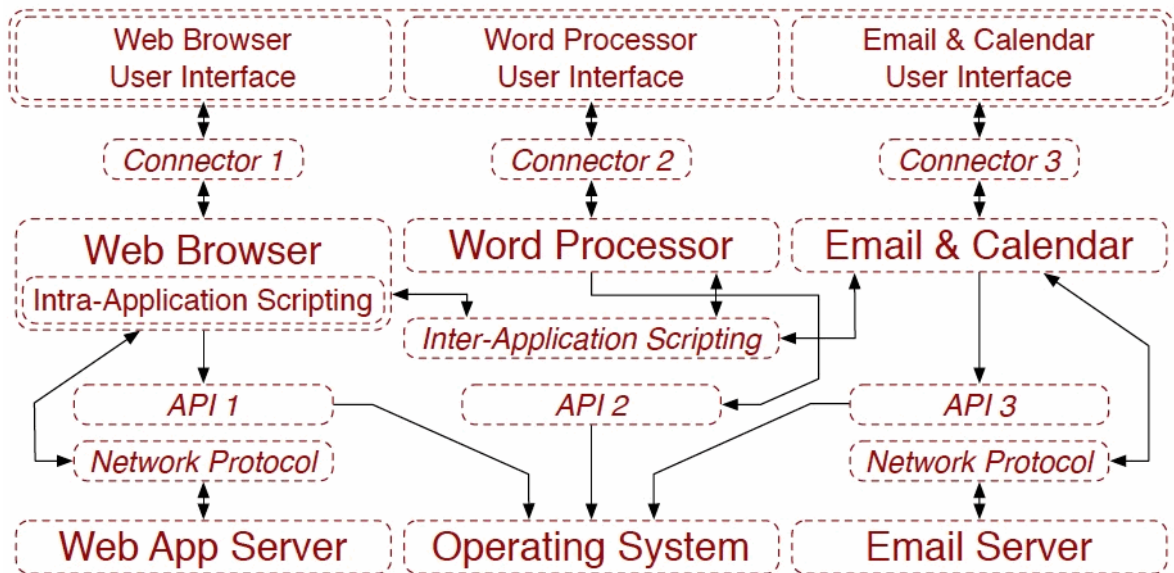 Web Browser
User Interface
Word Processor
User Interface
Email & Calendar
User Interface
Connector 1
Connector 2
Connector 3
Web Browser
Intra-Application Scripting
Word Processor
Email & Calendar
Inter-Application Scripting
API 1
API 2
API 3
Network Protocol
Network Protocol
Web App Server
Operating System
Email Server